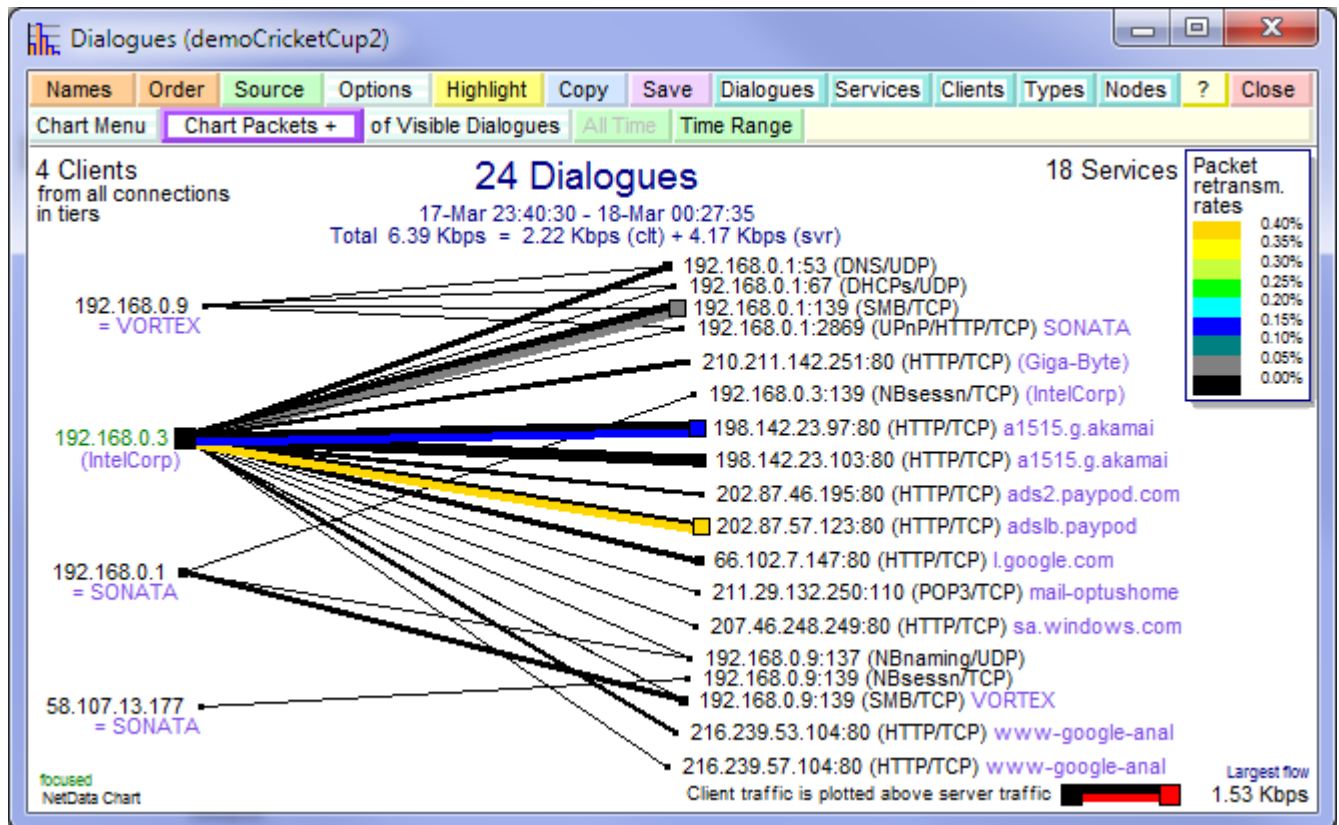 Dialogues (demoCricketCup2)
Names Order Source Options Highlight Copy Save Dialogues Services Clients Types Nodes ? Close
Chart Menu Chart Packets + of Visible Dialogues All Time Time Range
4 Clients
from all connections
in tiers
24 Dialogues
17-Mar 23:40:30 - 18-Mar 00:27:35
Total 6.39 Kbps = 2.22 Kbps (clt) + 4.17 Kbps (svr)
18 Services
Packet
retransm.
rates
0.40%
0.35%
0.30%
0.25%
0.20%
0.15%
0.10%
0.05%
0.00%
192.168.0.9
= VORTEX
192.168.0.3
(IntelCorp)
192.168.0.1
= SONATA
58.107.13.177
= SONATA
192.168.0.1:53 (DNS/UDP)
192.168.0.1:67 (DHCPs/UDP)
192.168.0.1:139 (SMB/TCP)
192.168.0.1:2869 (UPnP/HTTP/TCP) SONATA
210.211.142.251:80 (HTTP/TCP) (Giga-Byte)
192.168.0.3:139 (NBsessn/TCP) (IntelCorp)
198.142.23.97:80 (HTTP/TCP) a1515.g.akamai
198.142.23.103:80 (HTTP/TCP) a1515.g.akamai
202.87.46.195:80 (HTTP/TCP) ads2.paypod.com
202.87.57.123:80 (HTTP/TCP) adslb.paypod
66.102.7.147:80 (HTTP/TCP) l.google.com
211.29.132.250:110 (POP3/TCP) mail-optushome
207.46.248.249:80 (HTTP/TCP) sa.windows.com
192.168.0.9:137 (NBnaming/UDP)
192.168.0.9:139 (NBsessn/TCP)
192.168.0.9:139 (SMB/TCP) VORTEX
216.239.53.104:80 (HTTP/TCP) www-google-anal
216.239.57.104:80 (HTTP/TCP) www-google-anal
focused
NetData Chart
Client traffic is plotted above server traffic
Largest flow
1.53 Kbps